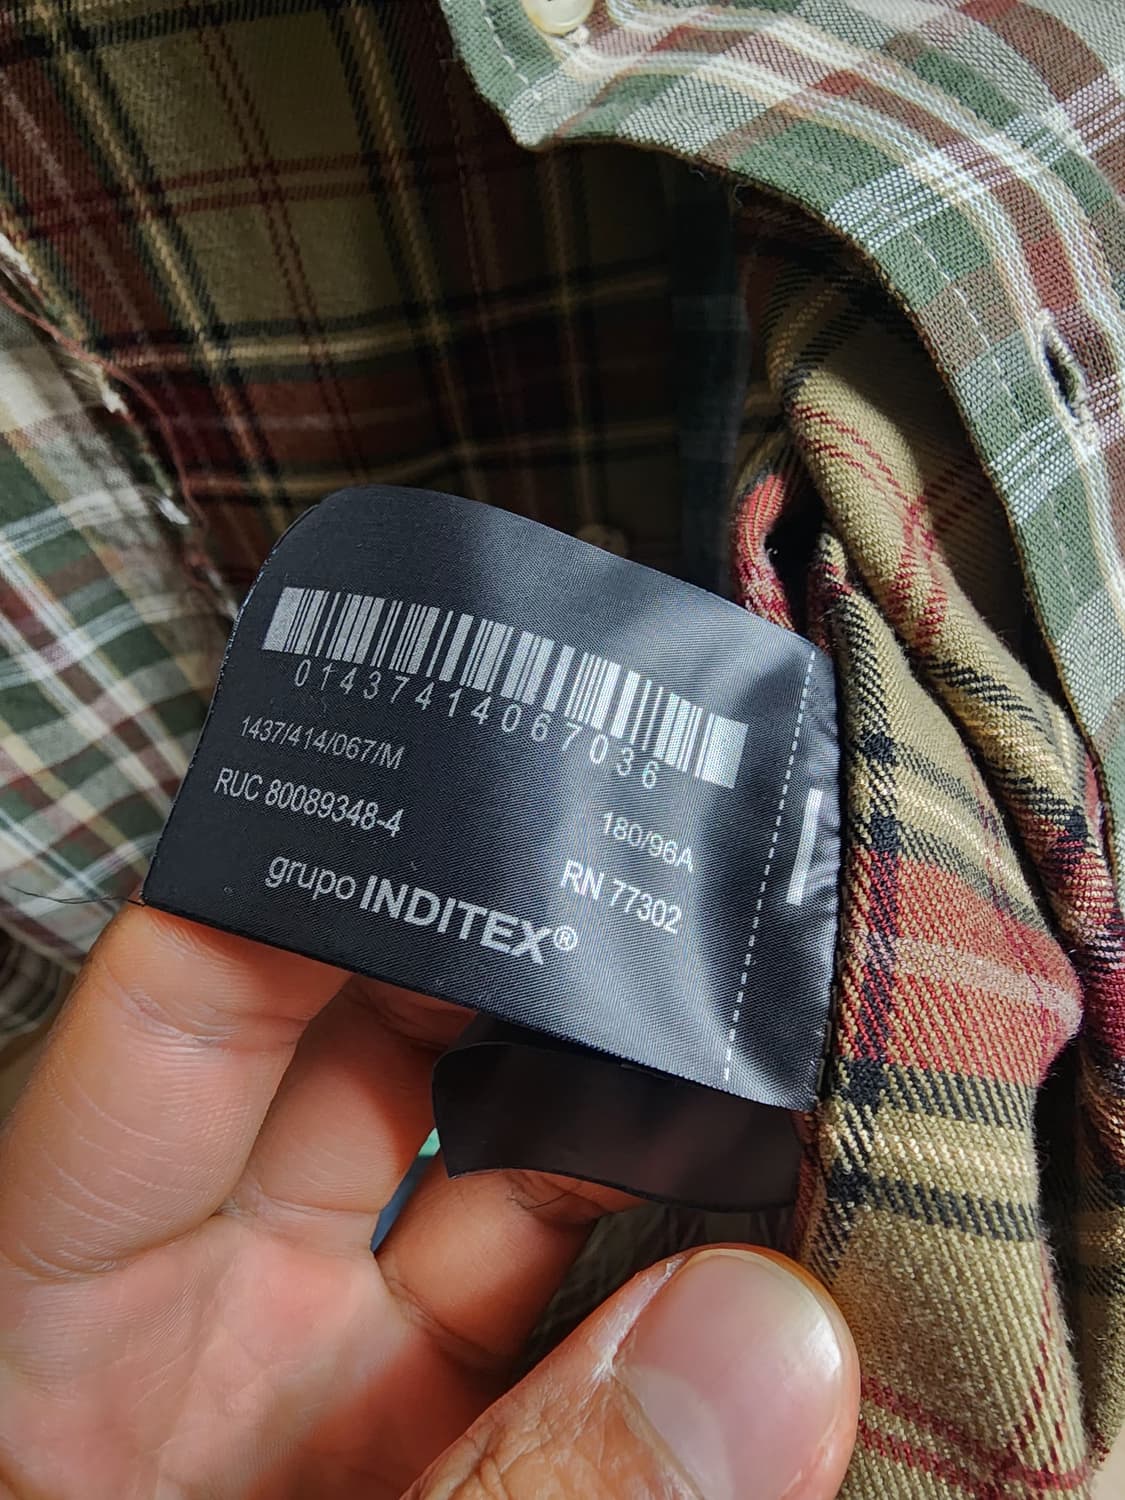 01437414067036
1437/414/067/M
180/96A
RUC 80089348-4
RN 77302
grupo INDITEX®